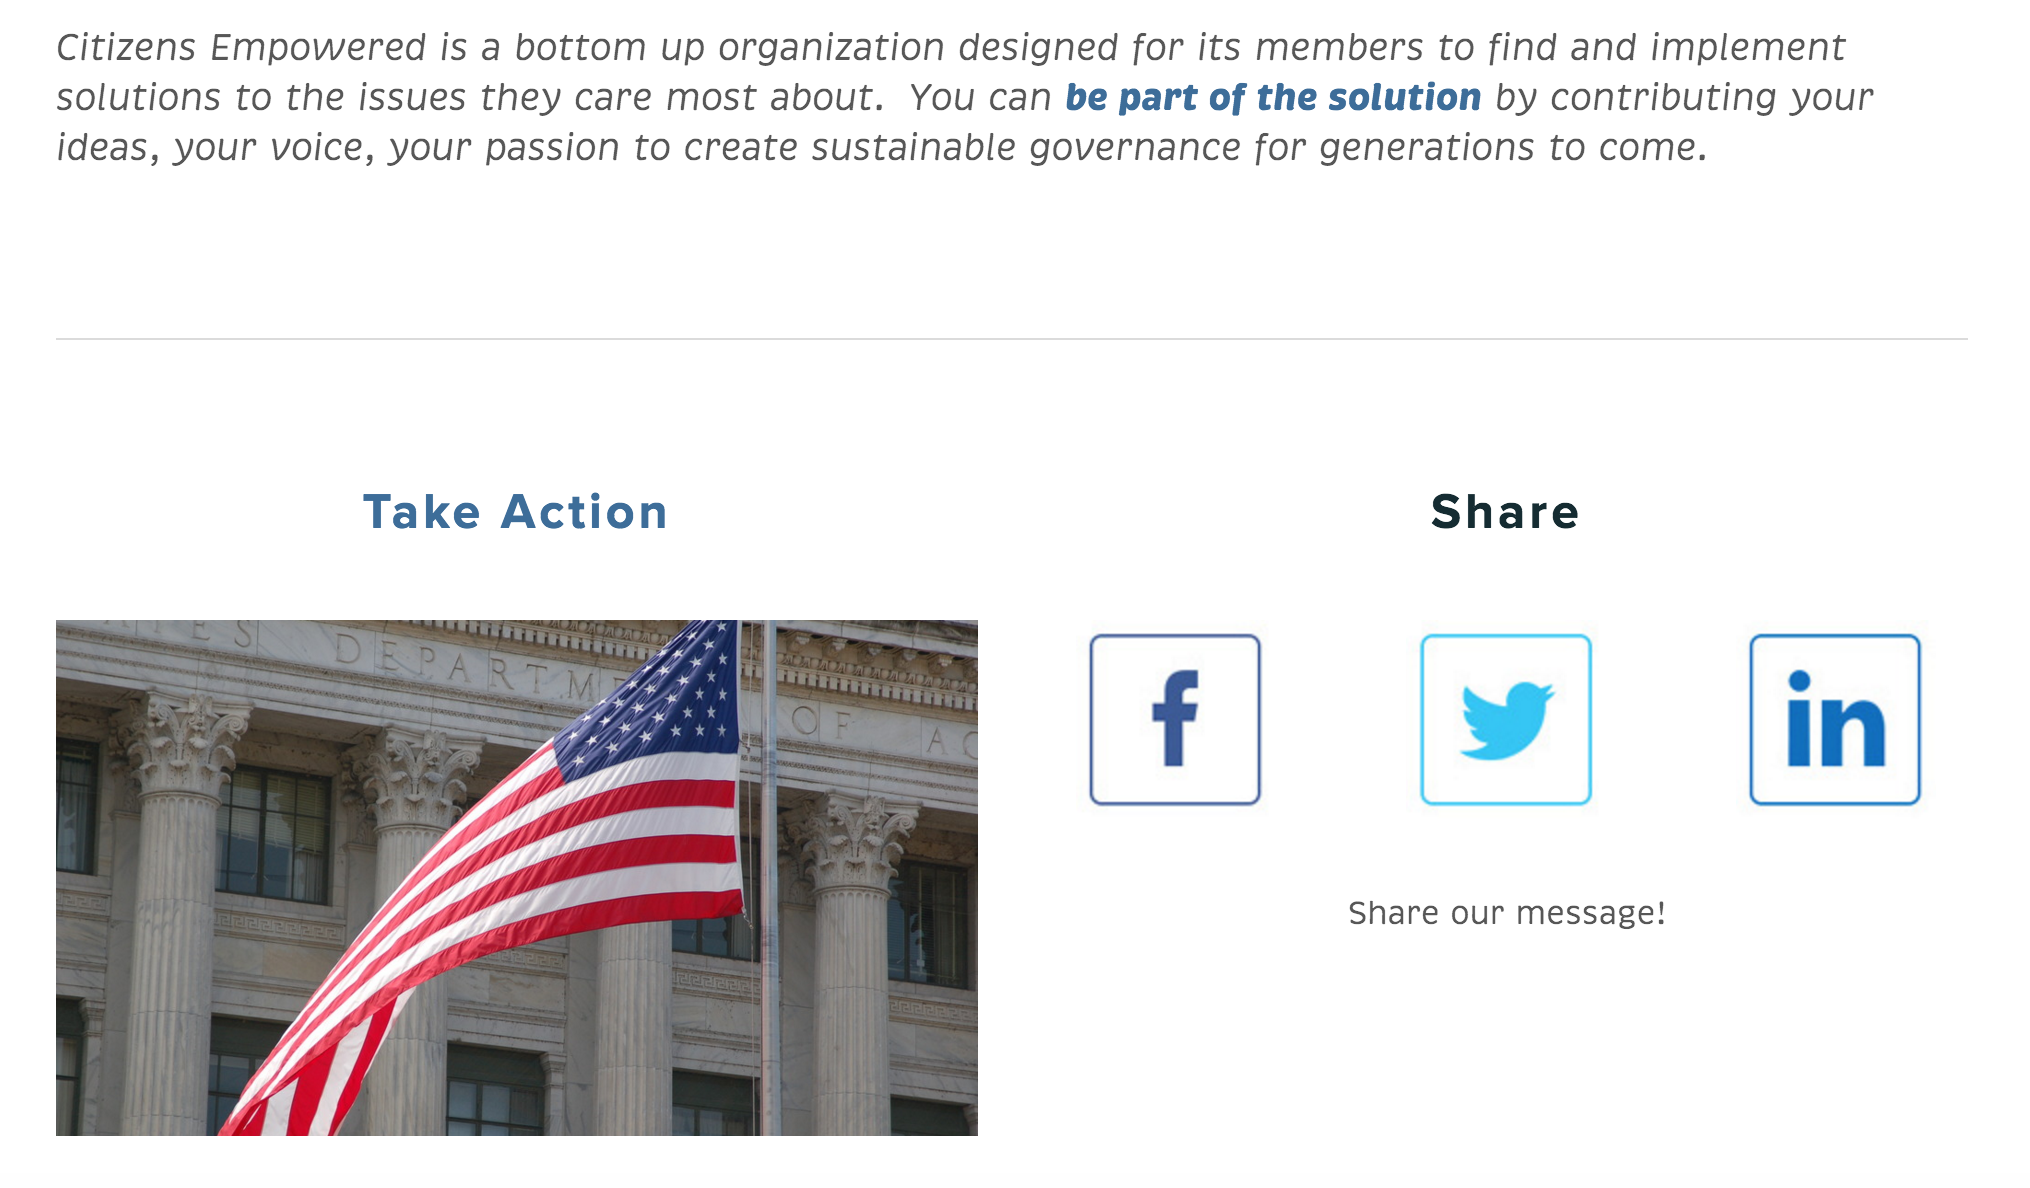 Citizens Empowered is a bottom up organization designed for its members to find and implement
solutions to the issues they care most about.  You can be part of the solution by contributing your
ideas, your voice, your passion to create sustainable governance for generations to come.
Take Action
Share
DEPARTM
OF
f
in
Share our message!